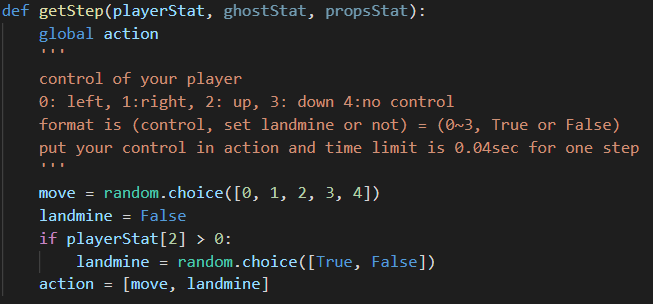 def getStep(playerStat, ghostStat, propsStat):
    global action
    '''
    control of your player
    0: left, 1:right, 2: up, 3: down 4:no control
    format is (control, set landmine or not) = (0~3, True or False)
    put your control in action and time limit is 0.04sec for one step
    '''
    move = random.choice([0, 1, 2, 3, 4])
    landmine = False
    if playerStat[2] > 0:
        landmine = random.choice([True, False])
    action = [move, landmine]